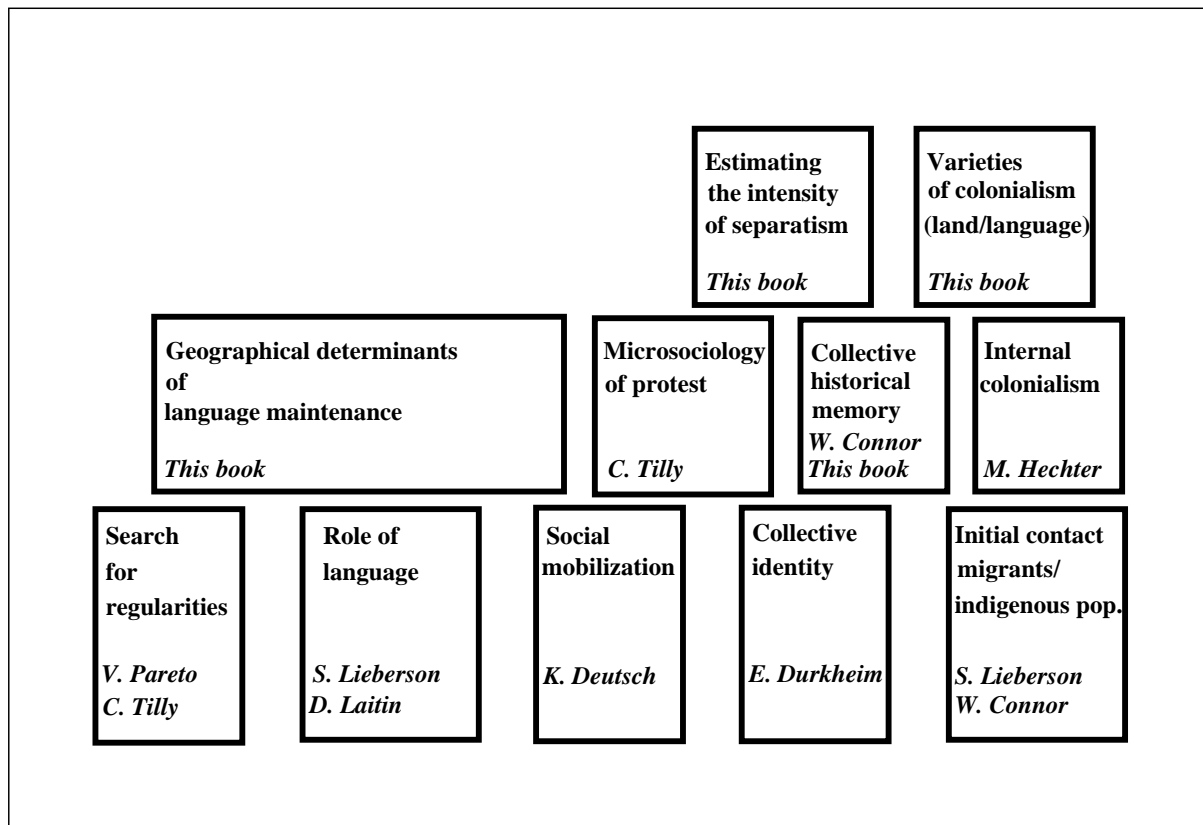 Estimating
the intensity
of separatism
This book
Varieties
of colonialism
(land/language)
This book
Geographical determinants
of
language maintenance
This book
Microsociology
of protest
C. Tilly
Collective
historical
memory
W. Connor
This book
Internal
colonialism
M. Hechter
Search
for
regularities
V. Pareto
C. Tilly
Role of
language
S. Lieberson
D. Laitin
Social
mobilization
K. Deutsch
Collective
identity
E. Durkheim
Initial contact
migrants/
indigenous pop.
S. Lieberson
W. Connor